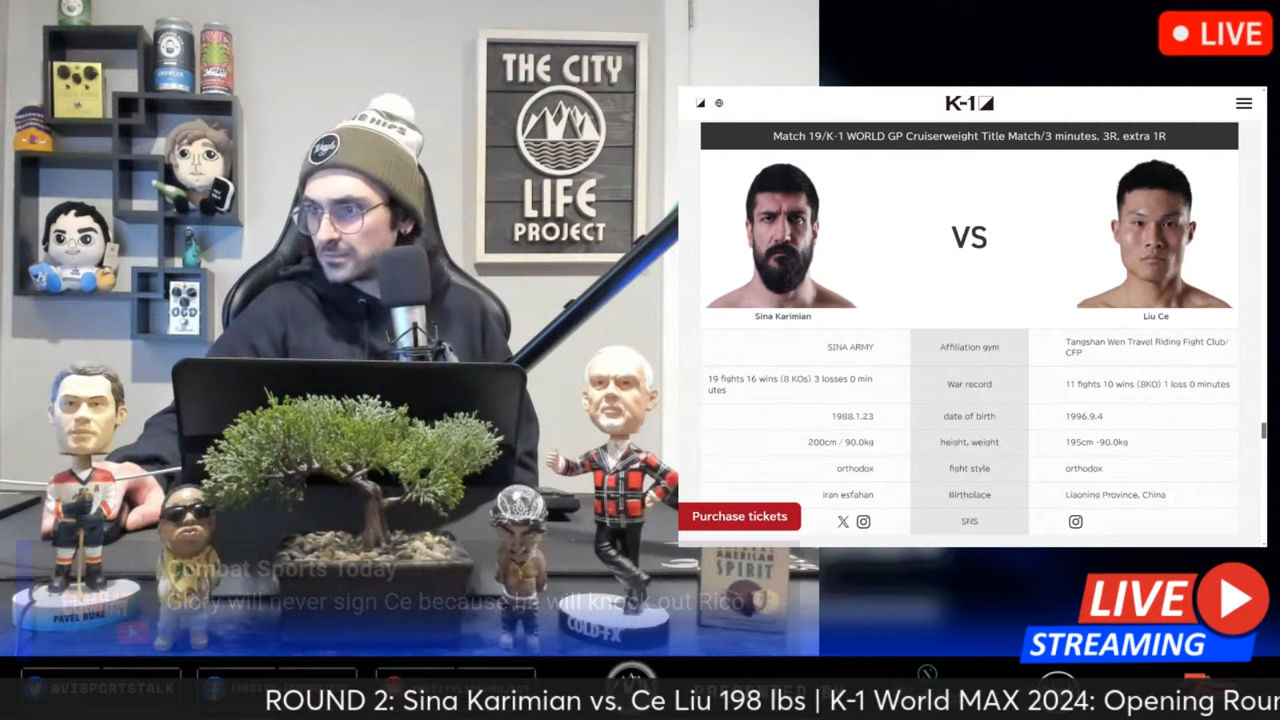 LIVE
THE CITY
LIFE
PROJECT
K-1
Match 19/K-1 WORLD GP Cruiserweight Title Match/3 minutes, 3R, extra 1R
VS
Sina Karimian
Liu Ce
SINA ARMY
Affiliation gym
Tangshan Wen Travel Riding Fight Club/
CFP
19 fights 16 wins (8 KOs) 3 losses 0 min
utes
War record
11 fights 10 wins (8KO) 1 loss 0 minutes
1988.1.23
date of birth
1996.9.4
200cm / 90.0kg
height, weight
195cm -90.0kg
orthodox
fight style
orthodox
iran esfahan
Birthplace
Liaoning Province, China
Purchase tickets
SNS
OCD
PAVEL BURE
COLD-FX
AMERICAN
SPIRIT
Combat Sports Today
Glory will never sign Ce because he will knock out Rico
LIVE
STREAMING
@VISPORTSTALK
ROUND 2: Sina Karimian vs. Ce Liu 198 lbs | K-1 World MAX 2024: Opening Roun